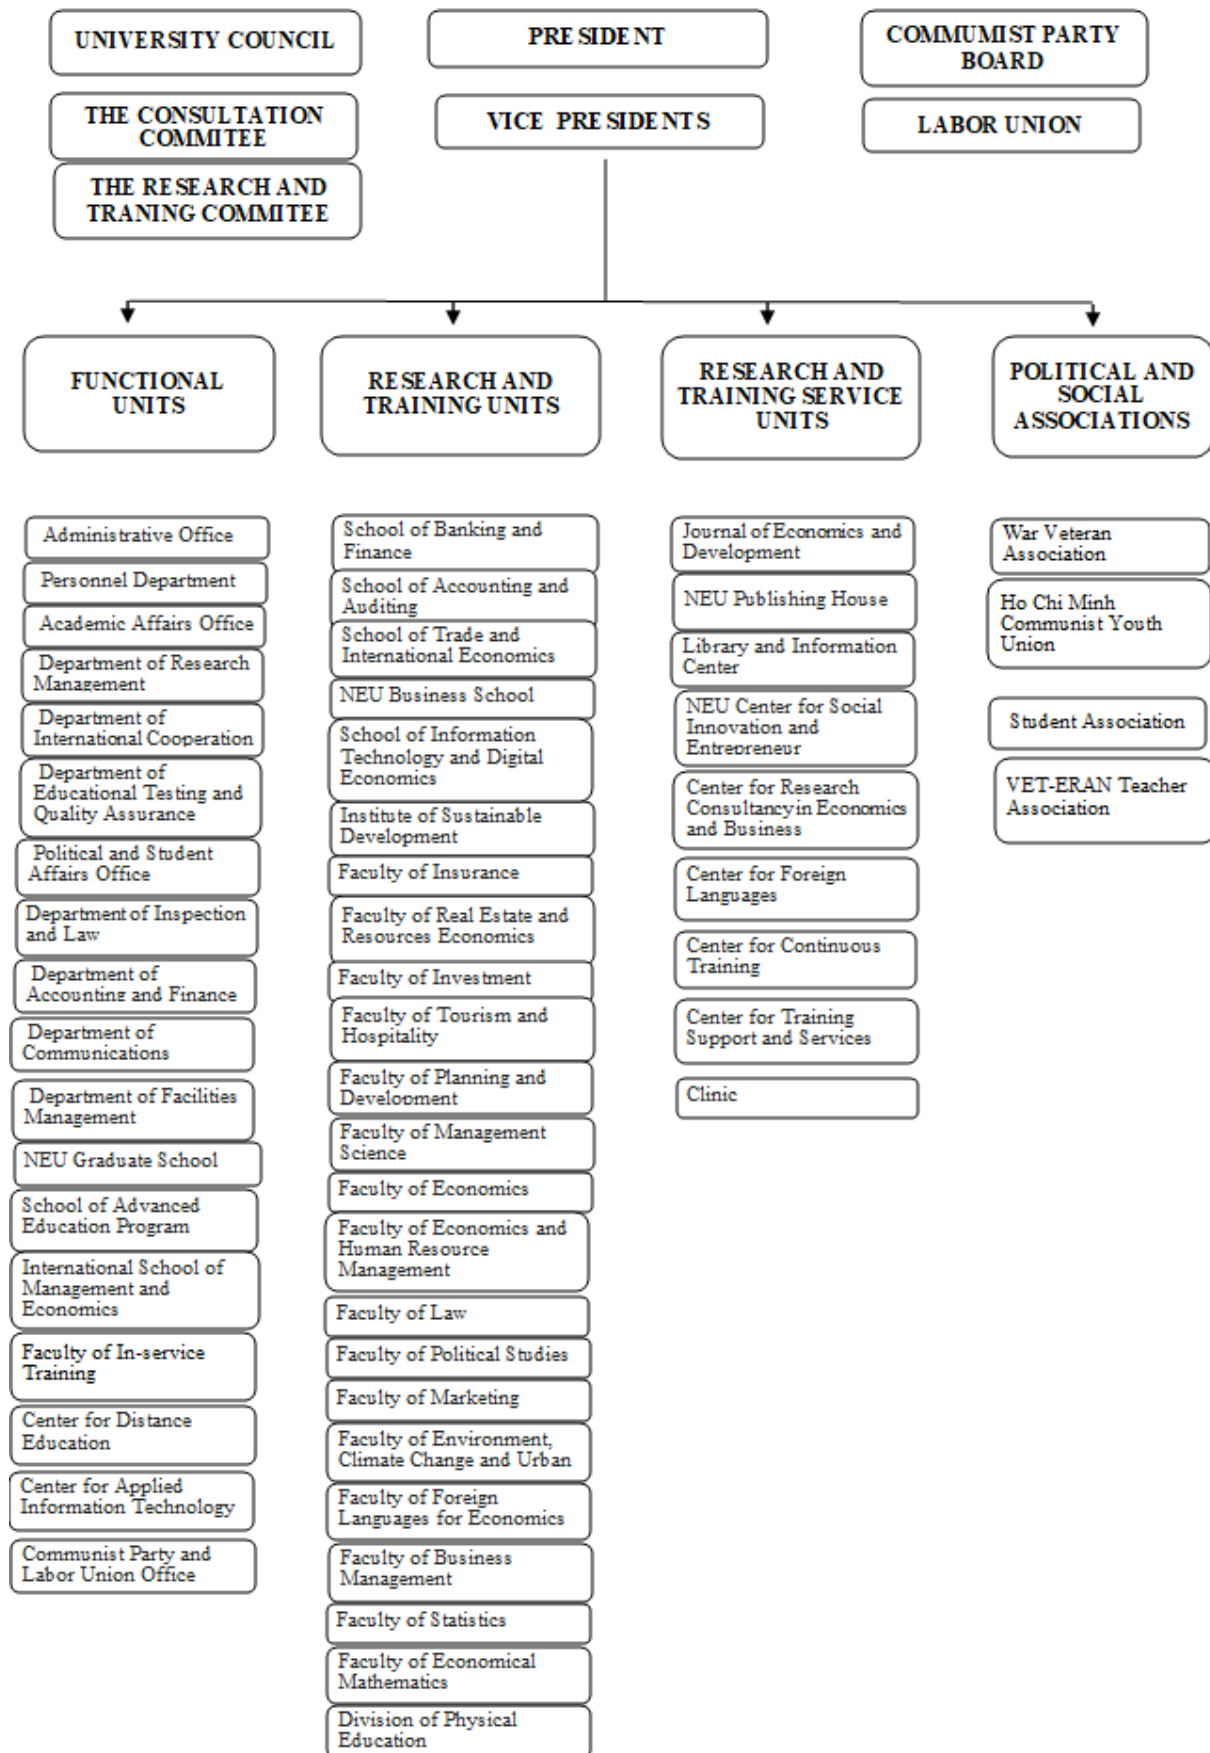 UNIVERSITY COUNCIL
PRESIDENT
COMMUMIST PARTY
BOARD
THE CONSULTATION
COMMITEE
VICE PRESIDENTS
LABOR UNION
THE RESEARCH AND
TRANING COMMITEE
FUNCTIONAL
UNITS
RESEARCH AND
TRAINING UNITS
RESEARCH AND
TRAINING SERVICE
UNITS
POLITICAL AND
SOCIAL
ASSOCIATIONS
Administrative Office
Personnel Department
Academic Affairs Office
Department of Research
Management
Department of
International Cooperation
Department of
Educational Testing and
Quality Assurance
Political and Student
Affairs Office
Department of Inspection
and Law
Department of
Accounting and Finance
Department of
Communications
Department of Facilities
Management
NEU Graduate School
School of Advanced
Education Program
International School of
Management and
Economics
Faculty of In-service
Training
Center for Distance
Education
Center for Applied
Information Technology
Communist Party and
Labor Union Office
School of Banking and
Finance
School of Accounting and
Auditing
School of Trade and
International Economics
NEU Business School
School of Information
Technology and Digital
Economics
Institute of Sustainable
Development
Faculty of Insurance
Faculty of Real Estate and
Resources Economics
Faculty of Investment
Faculty of Tourism and
Hospitality
Faculty of Planning and
Development
Faculty of Management
Science
Faculty of Economics
Faculty of Economics and
Human Resource
Management
Faculty of Law
Faculty of Political Studies
Faculty of Marketing
Faculty of Environment,
Climate Change and Urban
Faculty of Foreign
Languages for Economics
Faculty of Business
Management
Faculty of Statistics
Faculty of Economical
Mathematics
Division of Physical
Education
Journal of Economics and
Development
NEU Publishing House
Library and Information
Center
NEU Center for Social
Innovation and
Entrepreneur
Center for Research
Consultancy in Economics
and Business
Center for Foreign
Languages
Center for Continuous
Training
Center for Training
Support and Services
Clinic
War Veteran
Association
Ho Chi Minh
Communist Youth
Union
Student Association
VET-ERAN Teacher
Association